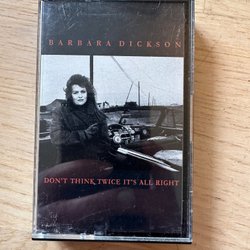 BARBARA DICKSON
DON'T THINK TWICE IT'S ALL RIGHT